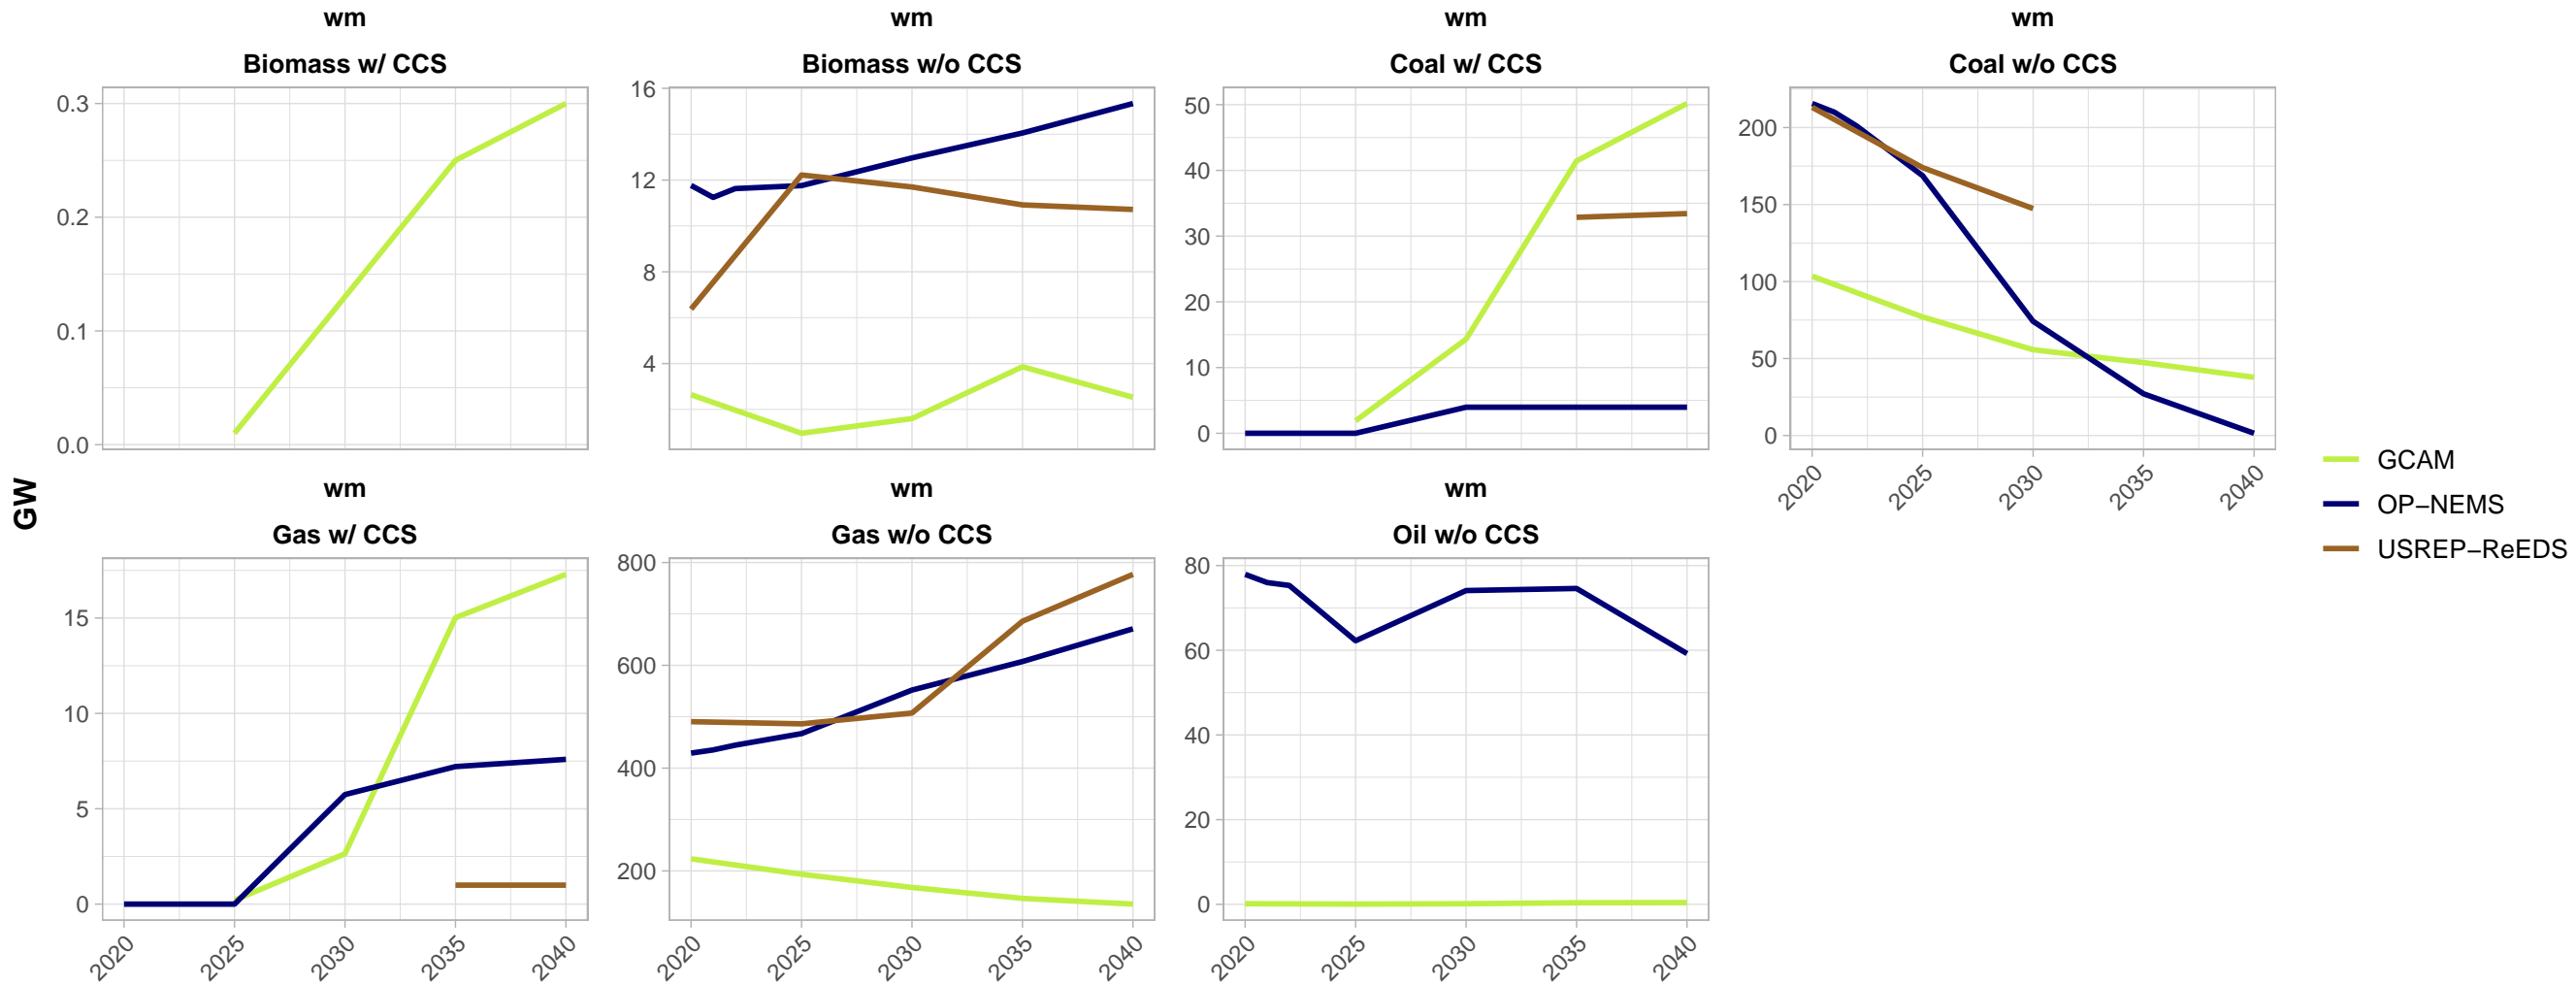 wm
Biomass w/ CCS
0.3
0.2
0.1
0.0
wm
Biomass w/o CCS
16
12
8
4
wm
Coal w/ CCS
50
40
30
20
10
0
wm
Coal w/o CCS
200
150
100
50
0
2020
2025
2030
2035
2040
GW
wm
Gas w/ CCS
15
10
5
0
2020
2025
2030
2035
2040
wm
Gas w/o CCS
800
600
400
200
2020
2025
2030
2035
2040
wm
Oil w/o CCS
80
60
40
20
0
2020
2025
2030
2035
2040
GCAM
OP−NEMS
USREP−ReEDS